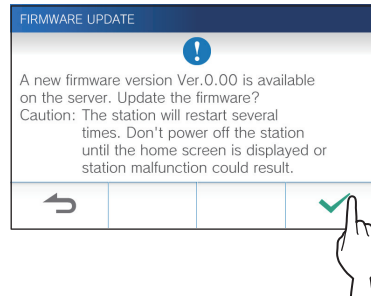 FIRMWARE UPDATE
A new firmware version Ver.0.00 is available
on the server. Update the firmware?
Caution: The station will restart several
times. Don't power off the station
until the home screen is displayed or
station malfunction could result.